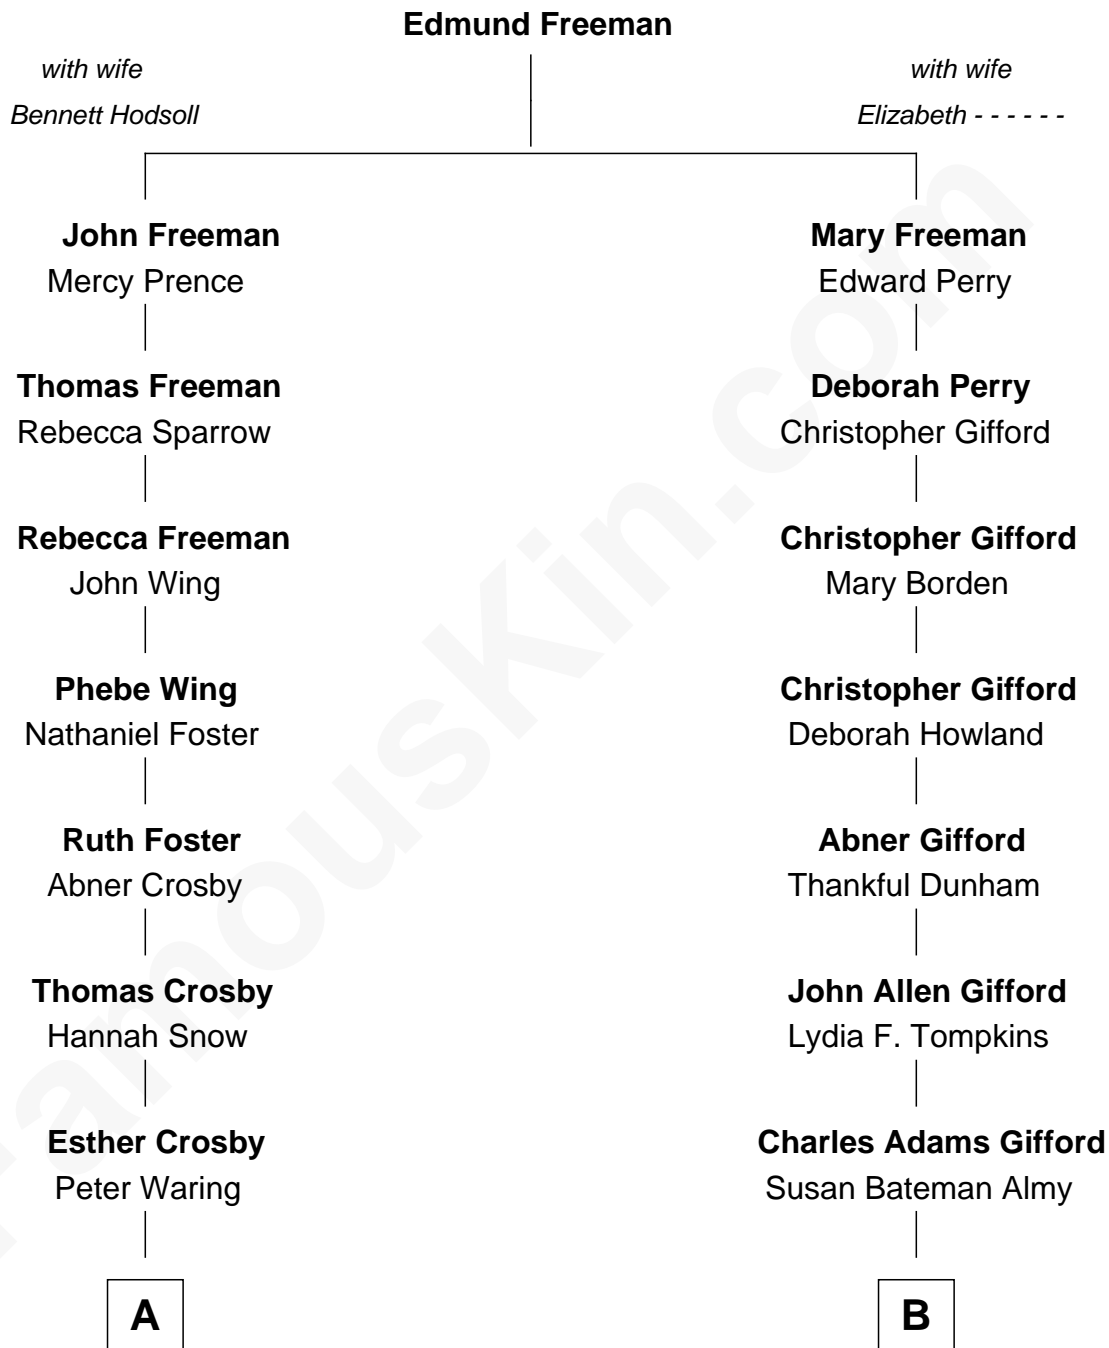 Edmund Freeman
with wife
Bennett Hodsoll
with wife
Elizabeth - - - - - -
John Freeman
Mercy Prence
Mary Freeman
Edward Perry
Thomas Freeman
Rebecca Sparrow
Deborah Perry
Christopher Gifford
Rebecca Freeman
John Wing
Christopher Gifford
Mary Borden
Phebe Wing
Nathaniel Foster
Christopher Gifford
Deborah Howland
Ruth Foster
Abner Crosby
Abner Gifford
Thankful Dunham
Thomas Crosby
Hannah Snow
John Allen Gifford
Lydia F. Tompkins
Esther Crosby
Peter Waring
Charles Adams Gifford
Susan Bateman Almy
A
B
FamousKin.com